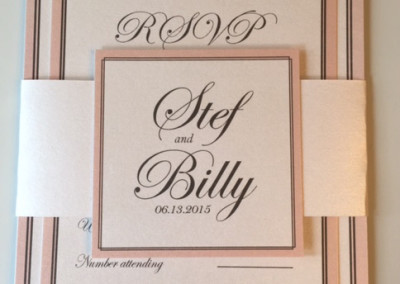 RSVP
Stef
and
Billy
06.13.2015
Number attending